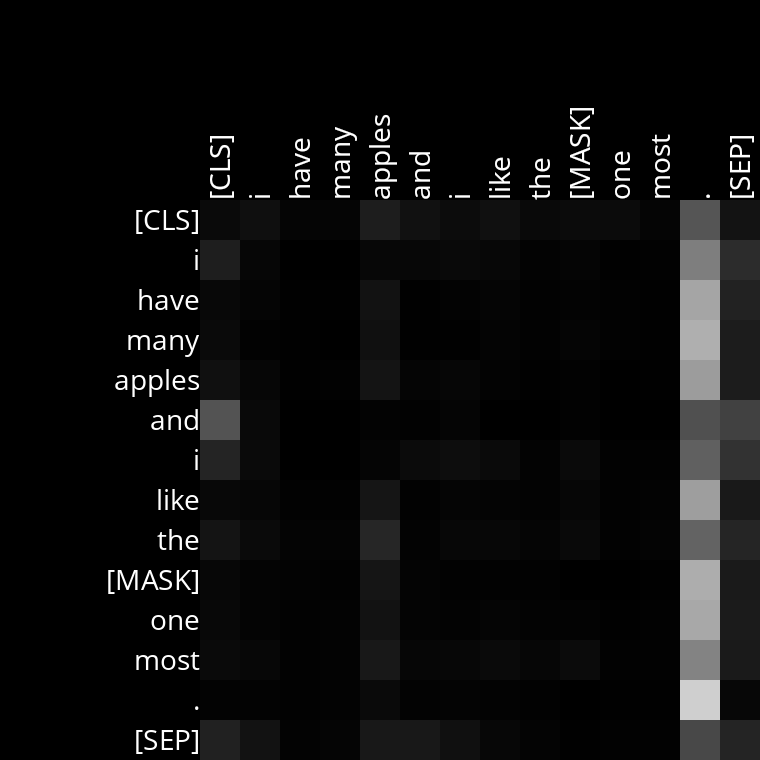 [CLS] i have many apples and i like the [MASK] one most . [SEP]
[CLS]
i
have
many
apples
and
i
like
the
[MASK]
one
most
.
[SEP]